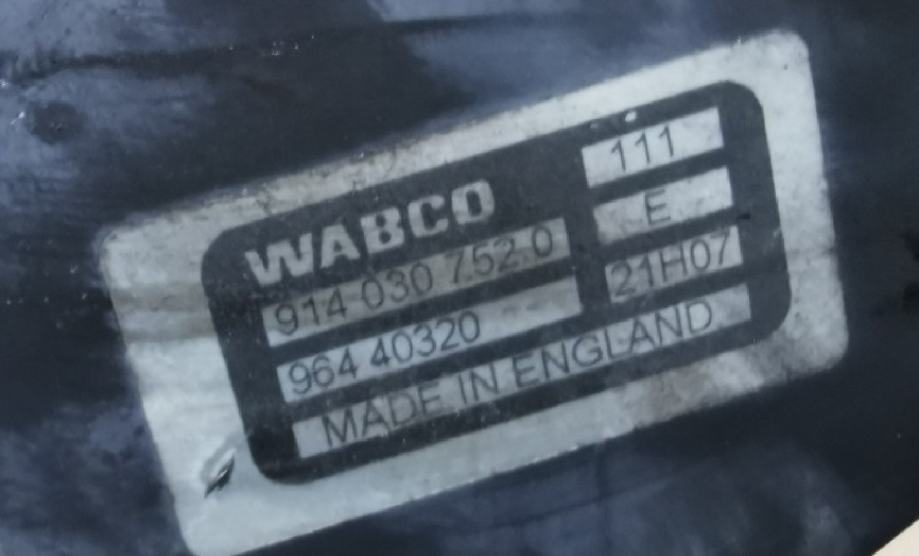 WABCO
111
E
914 030 752 0
21H07
964 40320
MADE IN ENGLAND